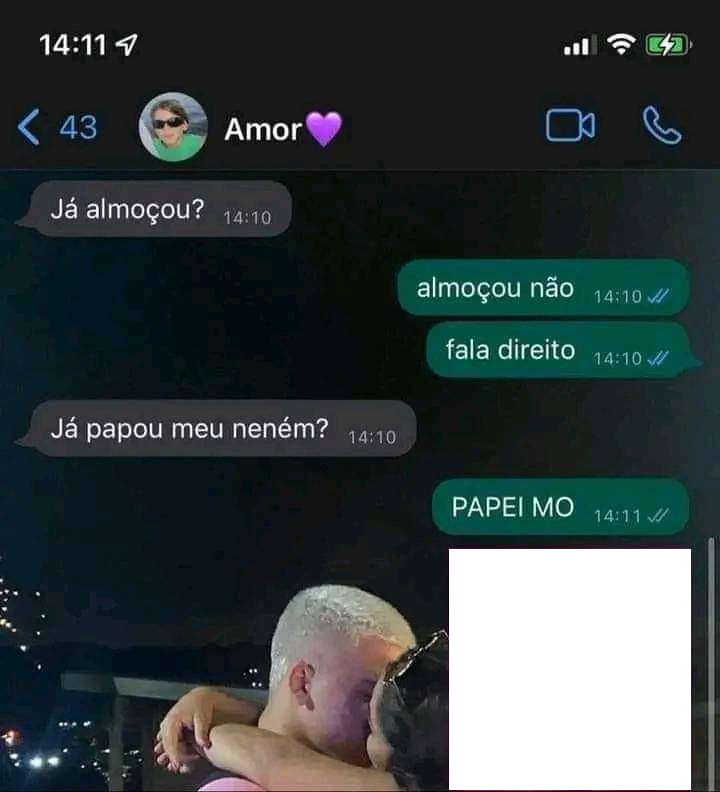 14:11
43
Amor💜
Já almoçou? 14:10
almoçou não 14:10
fala direito 14:10
Já papou meu neném? 14:10
PAPEI MO 14:11